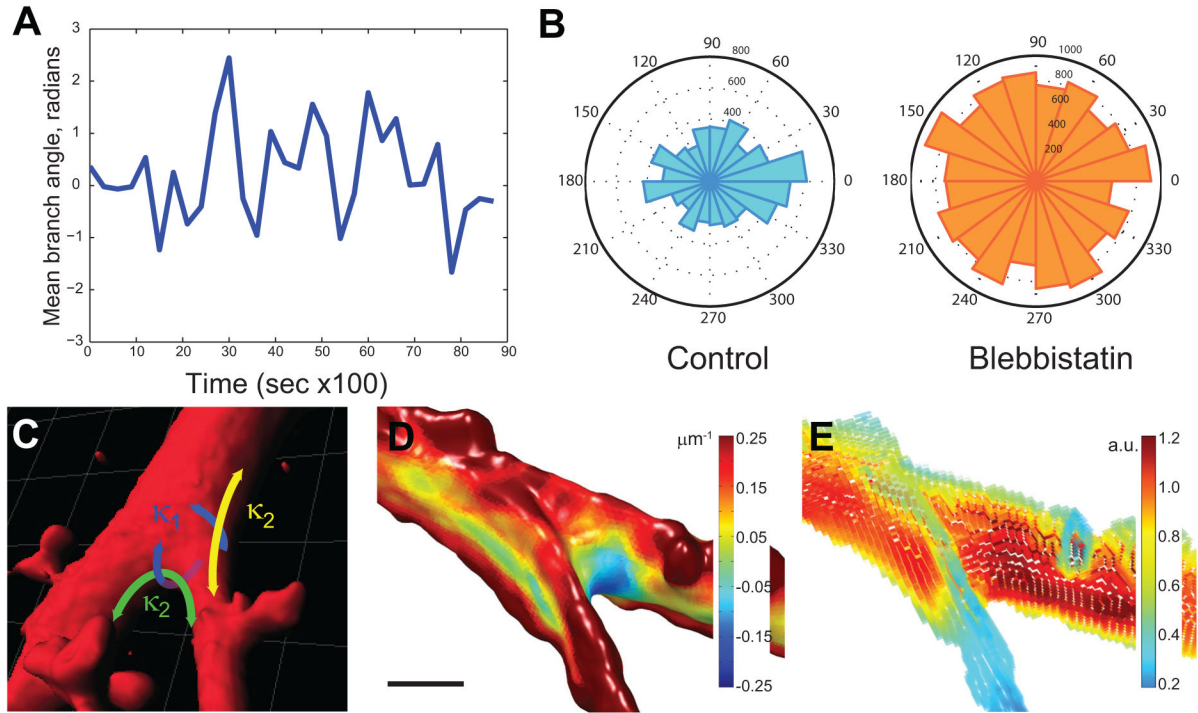 A
Mean branch angle, radians
3
2
1
0
−1
−2
−3
0 10 20 30 40 50 60 70 80 90
Time (sec x100)
B
90
120 60
150 30
180 0
210 330
240 300
270
800
600
400
Control
90
120 60
150 30
180 0
210 330
240 300
270
1000
800
600
400
200
Blebbistatin
C
κ1
κ2
κ2
D
μm-1
0.25
0.15
0.05
-0.05
-0.15
-0.25
E
a.u.
1.2
1.0
0.8
0.6
0.4
0.2